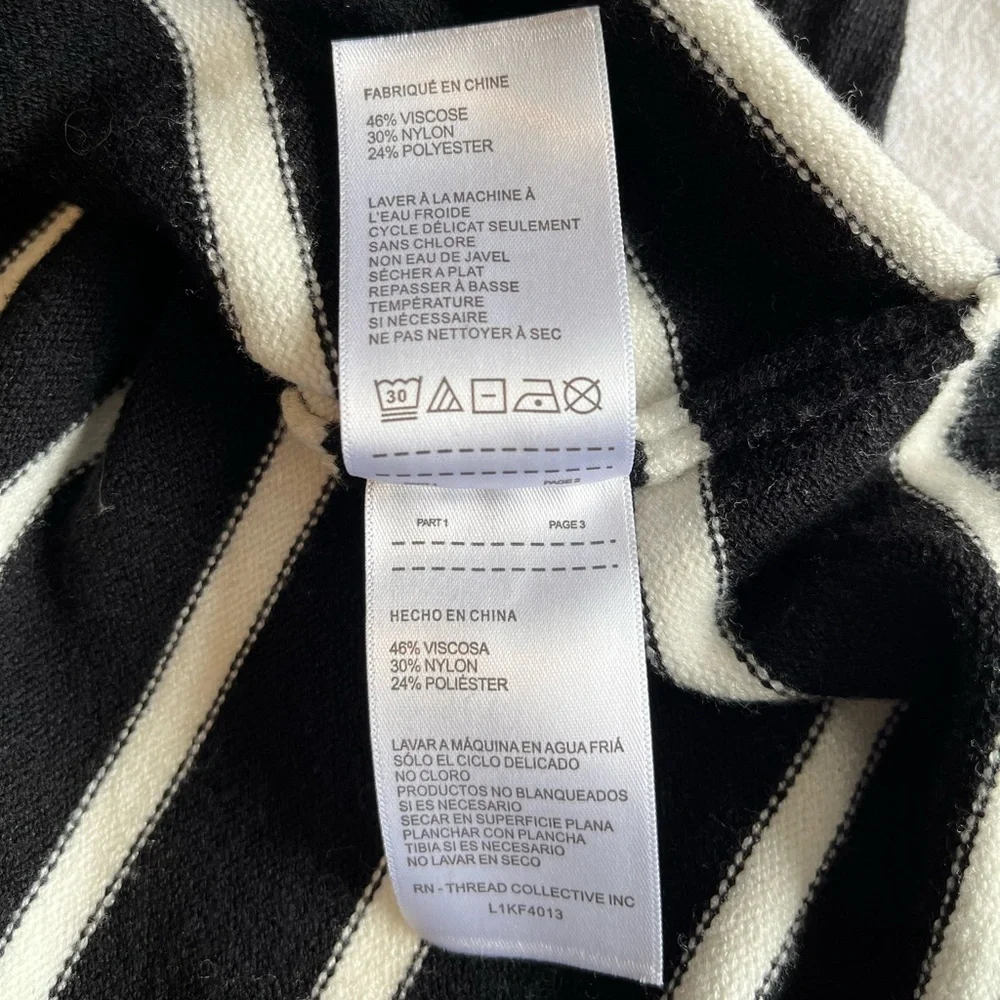 FABRIQUÉ EN CHINE
46% VISCOSE
30% NYLON
24% POLYESTER
LAVER À LA MACHINE À
L'EAU FROIDE
CYCLE DÉLICAT SEULEMENT
SANS CHLORE
NON EAU DE JAVEL
SÉCHER A PLAT
REPASSER À BASSE
TEMPÉRATURE
SI NÉCESSAIRE
NE PAS NETTOYER À SEC
30
PAGE 2
PART 1 PAGE 3
HECHO EN CHINA
46% VISCOSA
30% NYLON
24% POLIÉSTER
LAVAR A MÁQUINA EN AGUA FRIÁ
SÓLO EL CICLO DELICADO
NO CLORO
PRODUCTOS NO BLANQUEADOS
SI ES NECESARIO
SECAR EN SUPERFICIE PLANA
PLANCHAR CON PLANCHA
TIBIA SI ES NECESARIO
NO LAVAR EN SECO
RN - THREAD COLLECTIVE INC
L1KF4013